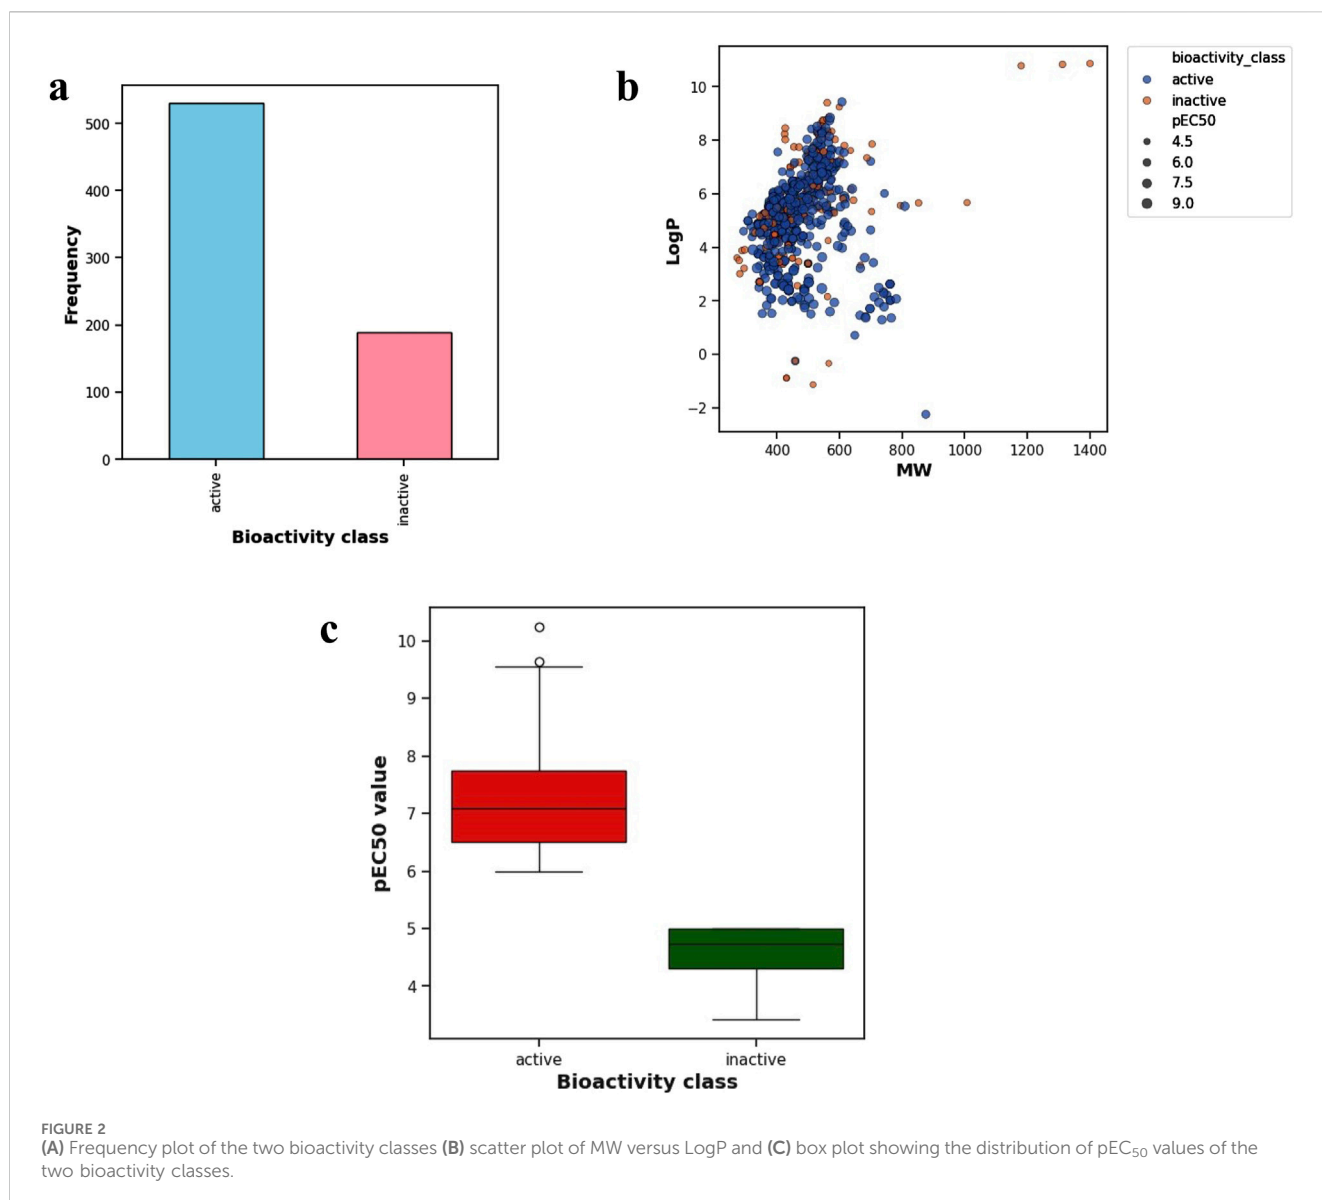 a
500
400
300
200
100
0
Frequency
active
inactive
Bioactivity class
b
10
8
6
4
2
0
−2
LogP
400 600 800 1000 1200 1400
MW
bioactivity_class
active
inactive
pEC50
4.5
6.0
7.5
9.0
c
10
9
8
7
6
5
4
pEC50 value
active inactive
Bioactivity class
FIGURE 2
(A) Frequency plot of the two bioactivity classes (B) scatter plot of MW versus LogP and (C) box plot showing the distribution of pEC₅₀ values of the
two bioactivity classes.